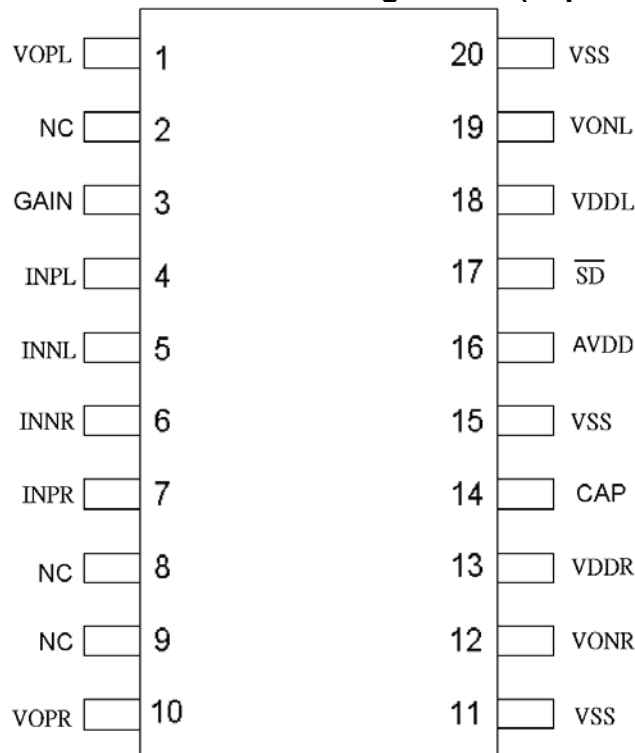 VOPL 1 20 VSS
NC 2 19 VONL
GAIN 3 18 VDDL
INPL 4 17 SD
INNL 5 16 AVDD
INNR 6 15 VSS
INPR 7 14 CAP
NC 8 13 VDDR
NC 9 12 VONR
VOPR 10 11 VSS